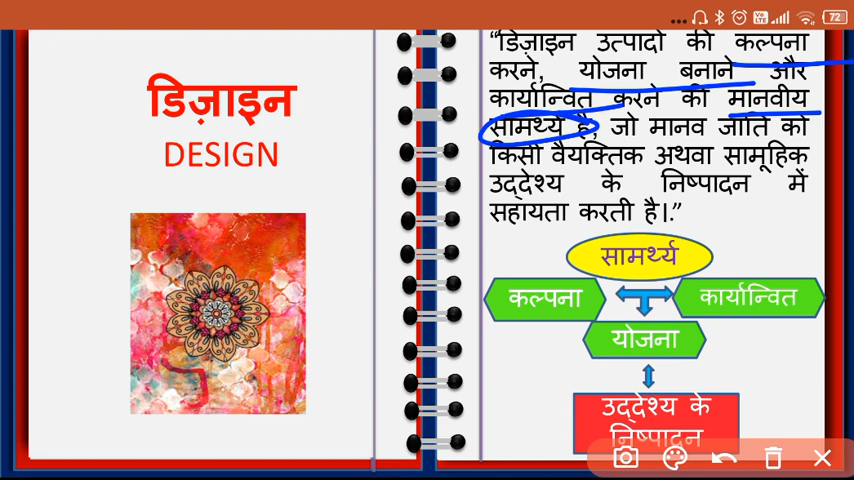 72
डिज़ाइन
DESIGN
“डिज़ाइन उत्पादों की कल्पना
करने, योजना बनाने और
कार्यान्वित करने की मानवीय
सामर्थ्य है, जो मानव जाति को
किसी वैयक्तिक अथवा सामूहिक
उद्देश्य के निष्पादन में
सहायता करती है।.”
सामर्थ्य
कल्पना
कार्यान्वित
योजना
उद्देश्य के
निष्पादन